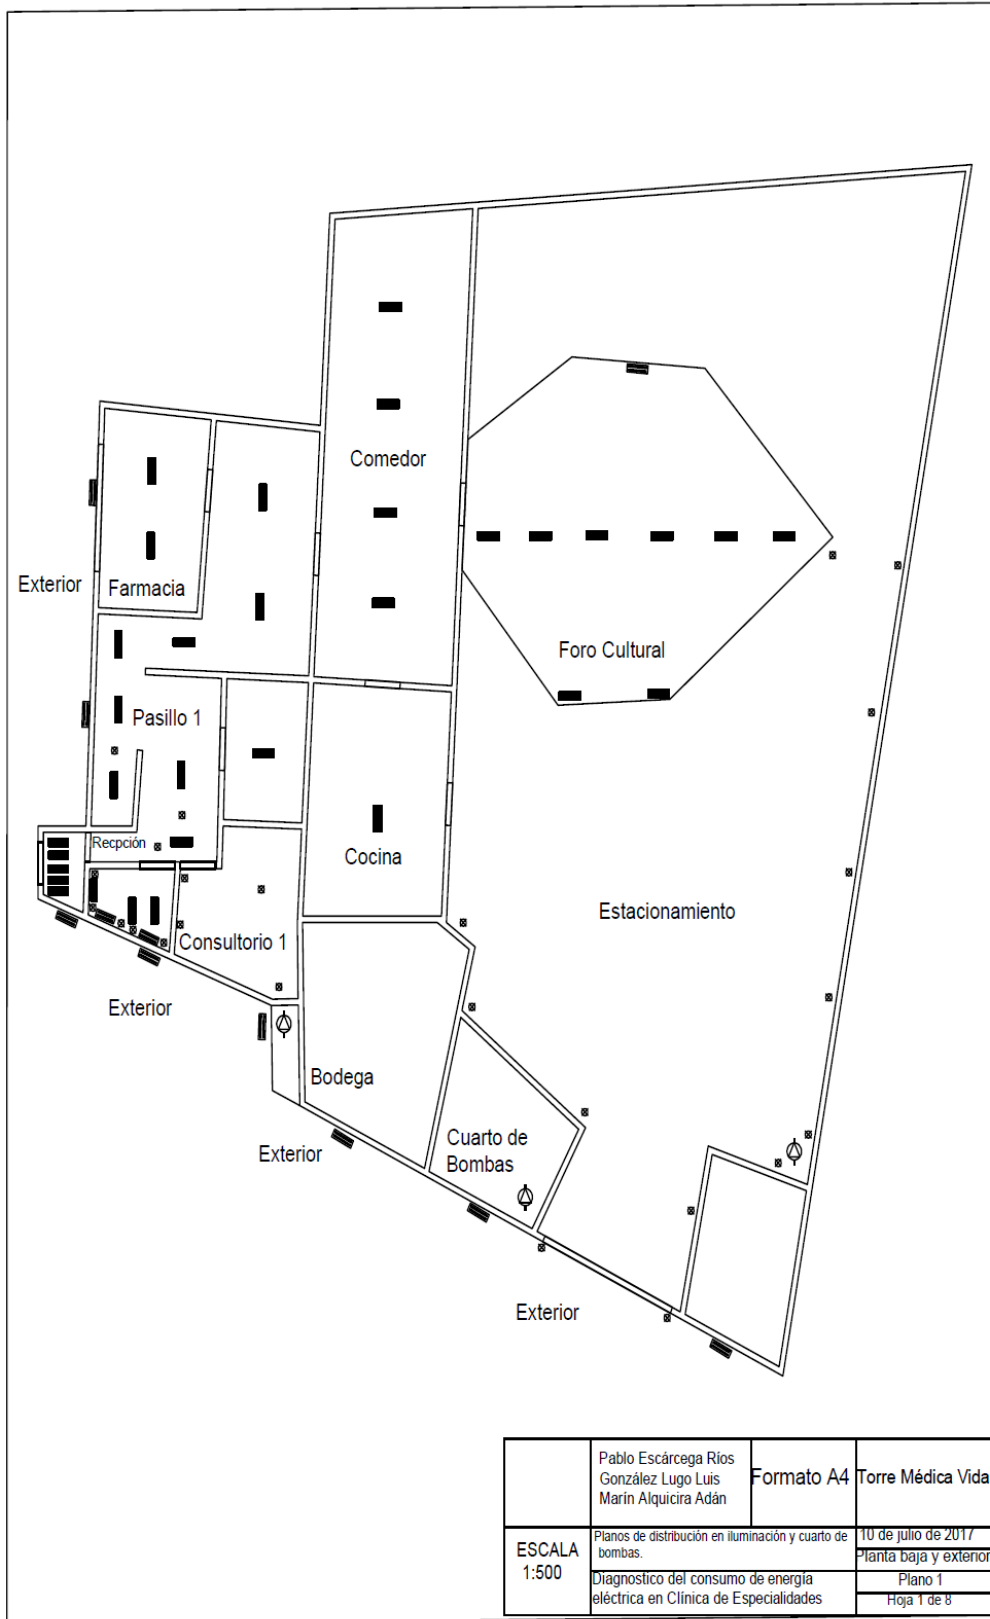 Comedor
Exterior
Farmacia
Foro Cultural
Pasillo 1
Recpción
Cocina
Estacionamiento
Consultorio 1
Exterior
Bodega
Cuarto de
Bombas
Exterior
Exterior
Pablo Escárcega Ríos
González Lugo Luis
Marín Alquicira Adán
Formato A4
Torre Médica Vida
ESCALA
1:500
Planos de distribución en iluminación y cuarto de
bombas.
10 de julio de 2017
Planta baja y exterior
Diagnostico del consumo de energía
eléctrica en Clínica de Especialidades
Plano 1
Hoja 1 de 8